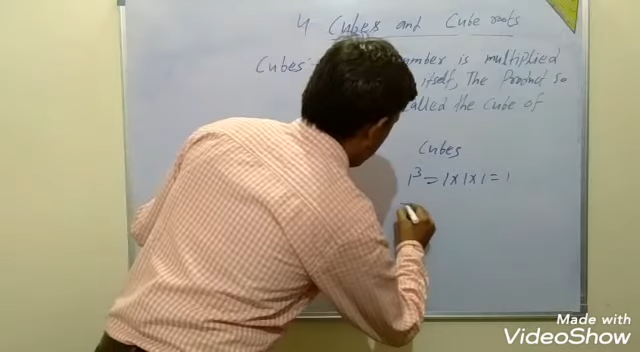 4 Cubes and Cube roots
Cubes number is multiplied
itself, The Product so
called the cube of
Cubes
1³ = 1 x 1 x 1 = 1
Made with
VideoShow